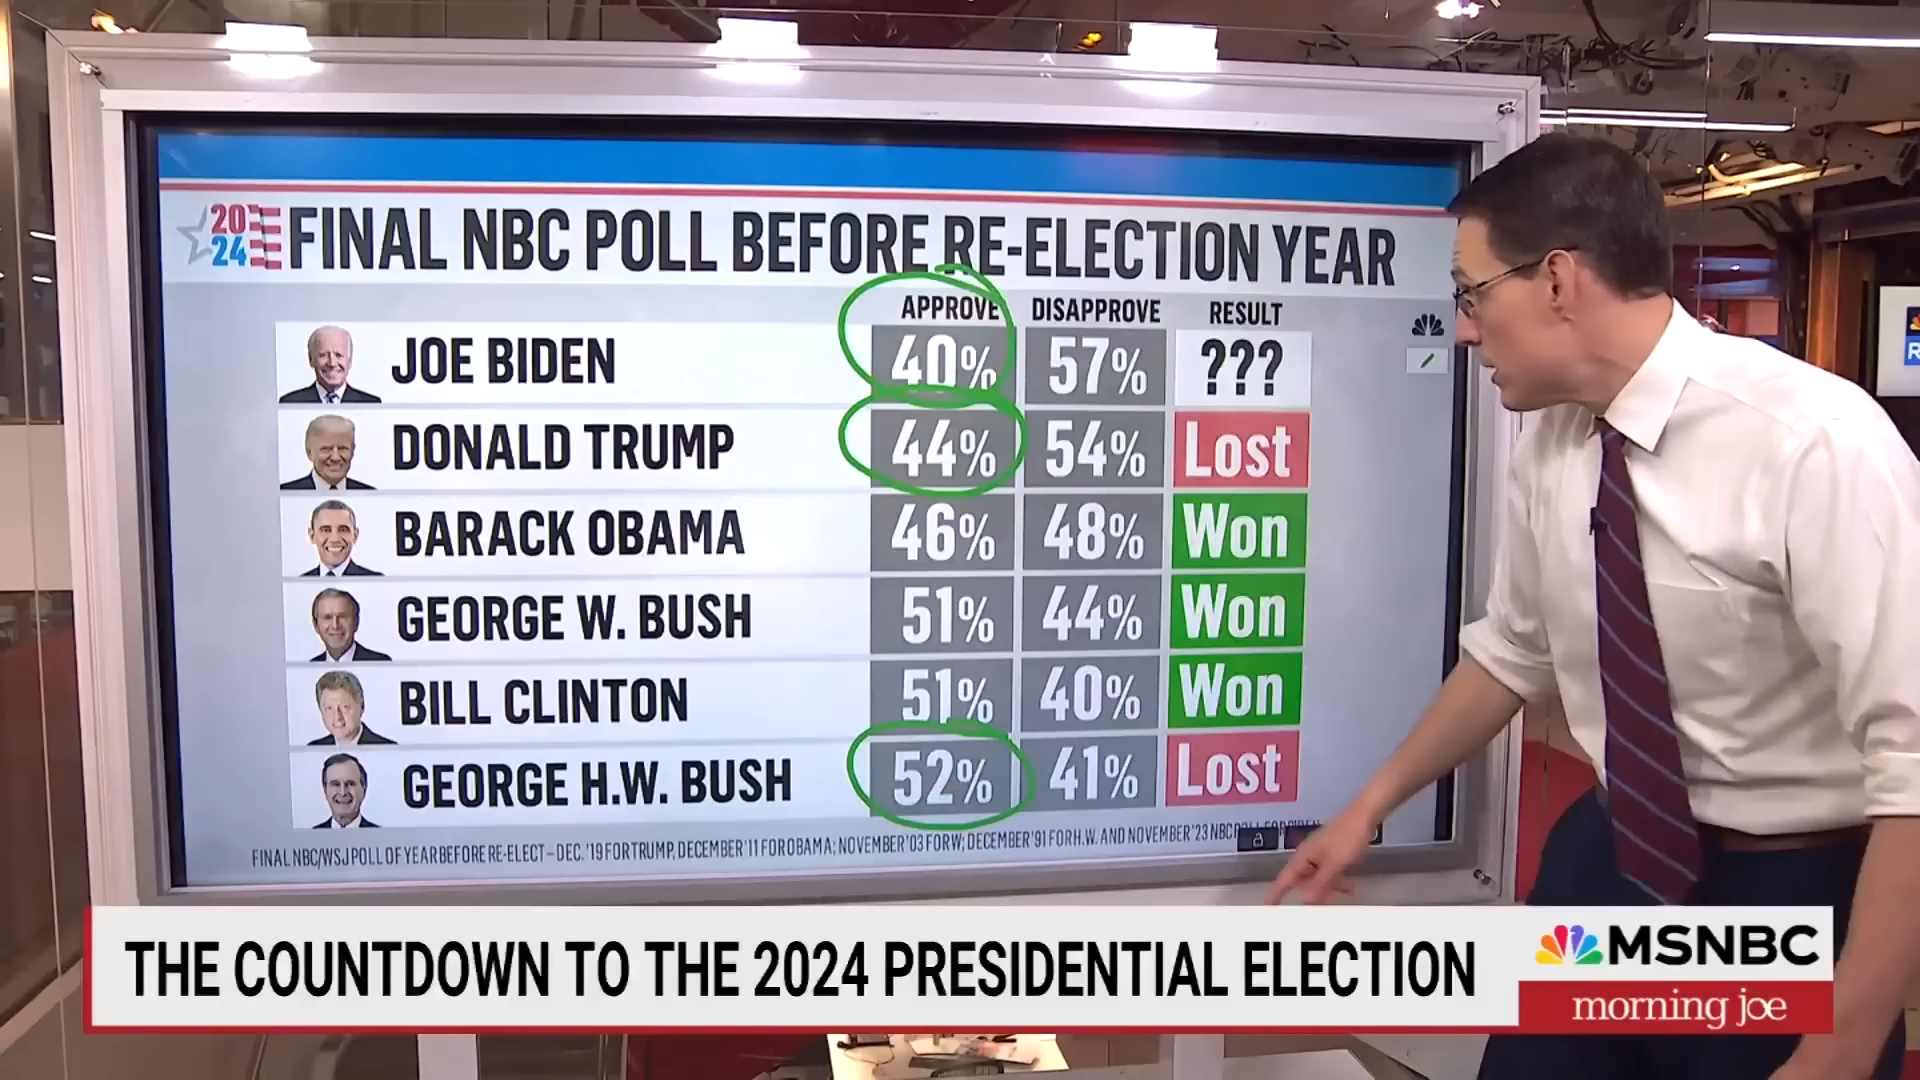 2024 FINAL NBC POLL BEFORE RE-ELECTION YEAR
APPROVE DISAPPROVE RESULT
JOE BIDEN 40% 57% ???
DONALD TRUMP 44% 54% Lost
BARACK OBAMA 46% 48% Won
GEORGE W. BUSH 51% 44% Won
BILL CLINTON 51% 40% Won
GEORGE H.W. BUSH 52% 41% Lost
FINAL NBC/WSJ POLL OF YEAR BEFORE RE-ELECT – DEC. '19 FOR TRUMP, DECEMBER '11 FOR OBAMA; NOVEMBER '03 FOR W; DECEMBER '91 FOR H.W. AND NOVEMBER '23 NBC
THE COUNTDOWN TO THE 2024 PRESIDENTIAL ELECTION
MSNBC
morning joe